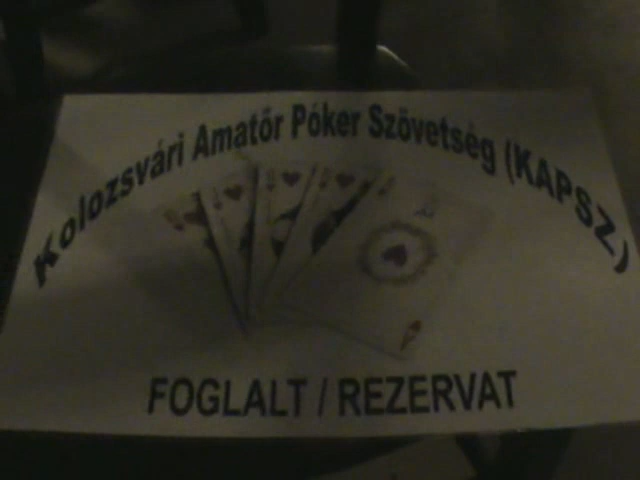 Kolozsvári Amatőr Póker Szövetség (KAPSZ)
FOGLALT / REZERVAT